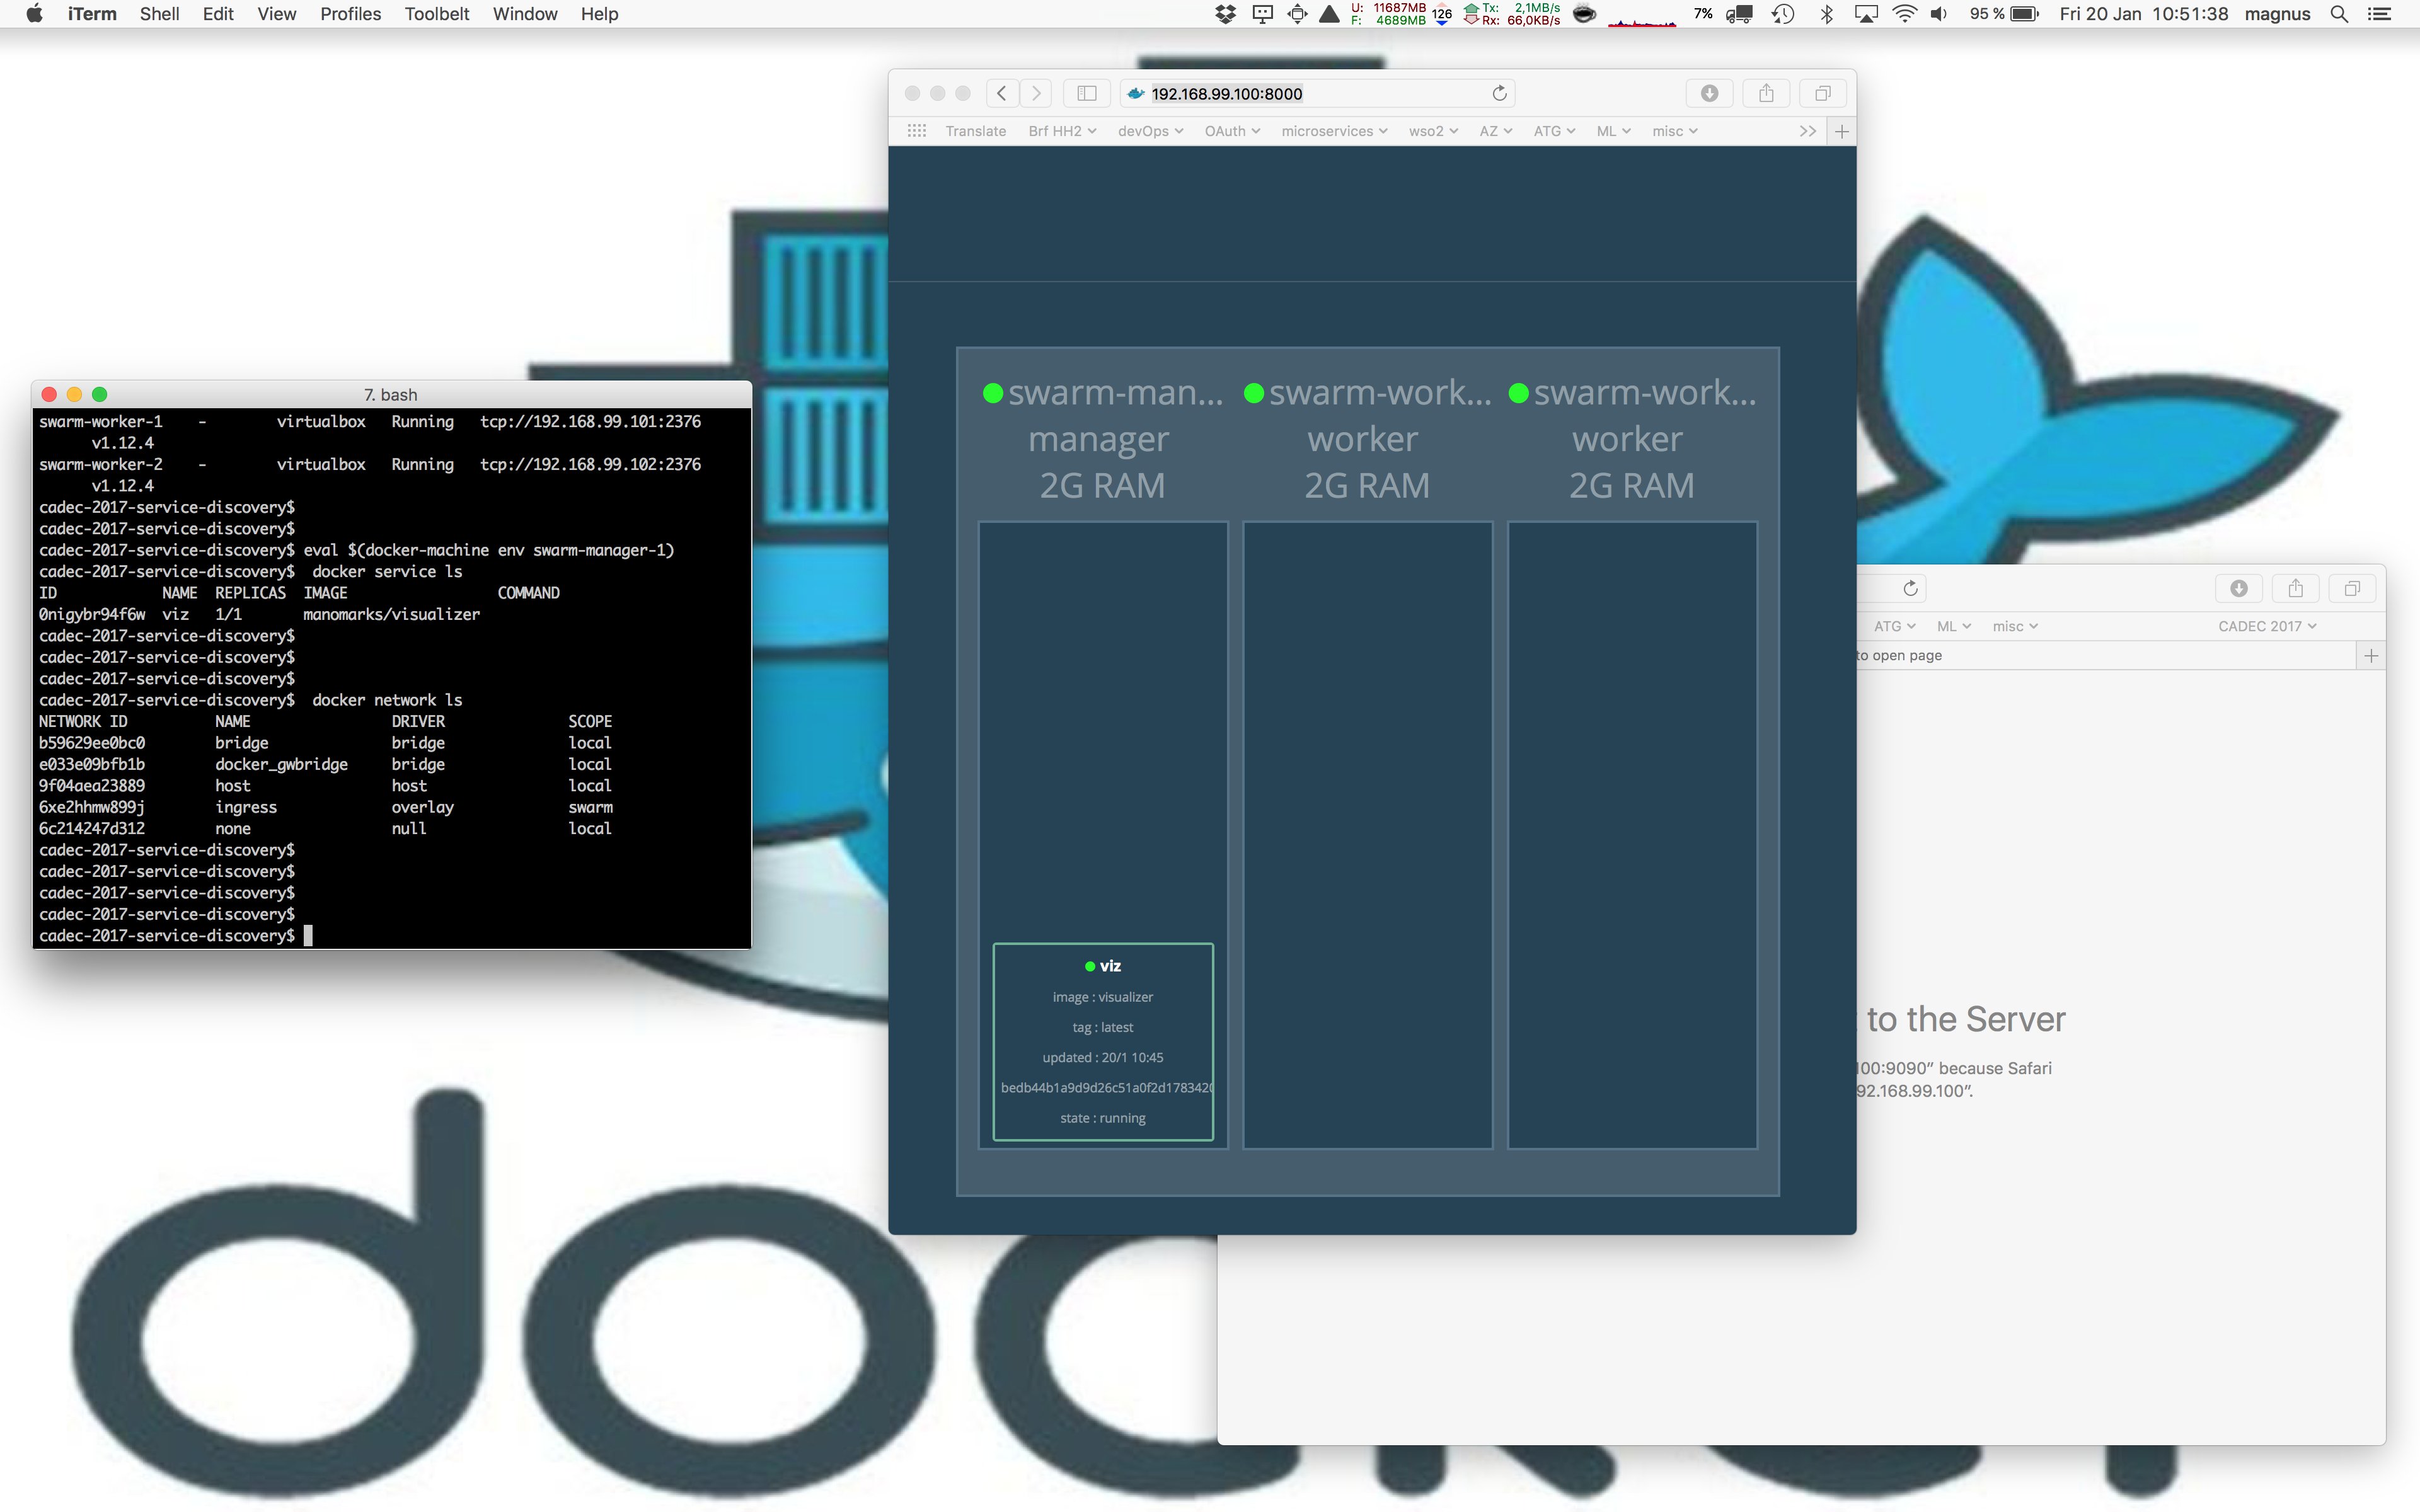 iTerm Shell Edit View Profiles Toolbelt Window Help
U: 11687MB
F: 4689MB
126
Tx: 2,1MB/s
Rx: 66,0KB/s
7%
95 %
Fri 20 Jan 10:51:38 magnus
7. bash
swarm-worker-1 - virtualbox Running tcp://192.168.99.101:2376
v1.12.4
swarm-worker-2 - virtualbox Running tcp://192.168.99.102:2376
v1.12.4
cadec-2017-service-discovery$
cadec-2017-service-discovery$
cadec-2017-service-discovery$ eval $(docker-machine env swarm-manager-1)
cadec-2017-service-discovery$ docker service ls
ID NAME REPLICAS IMAGE COMMAND
0nigybr94f6w viz 1/1 manomarks/visualizer
cadec-2017-service-discovery$
cadec-2017-service-discovery$
cadec-2017-service-discovery$
cadec-2017-service-discovery$ docker network ls
NETWORK ID NAME DRIVER SCOPE
b59629ee0bc0 bridge bridge local
e033e09bfb1b docker_gwbridge bridge local
9f04aea23889 host host local
6xe2hhmw899j ingress overlay swarm
6c214247d312 none null local
cadec-2017-service-discovery$
cadec-2017-service-discovery$
cadec-2017-service-discovery$
cadec-2017-service-discovery$
cadec-2017-service-discovery$
192.168.99.100:8000
Translate Brf HH2 devOps OAuth microservices wso2 AZ ATG ML misc
swarm-man...
manager
2G RAM
swarm-work...
worker
2G RAM
swarm-work...
worker
2G RAM
viz
image : visualizer
tag : latest
updated : 20/1 10:45
bedb44b1a9d9d26c51a0f2d1783420
state : running
ATG ML misc CADEC 2017
to open page
to the Server
100:9090” because Safari
92.168.99.100”.